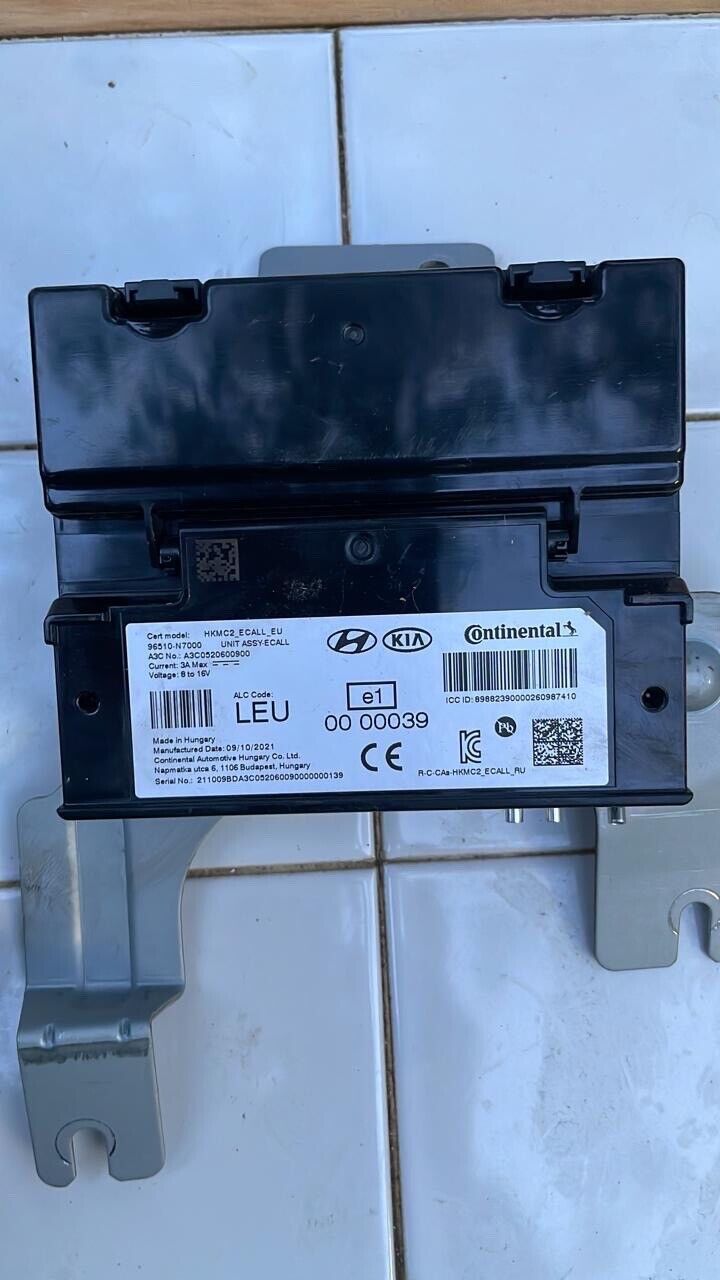 Cert model: HKMC2_ECALL_EU
96510-N7000 UNIT ASSY-ECALL
A3C No.: A3C0520600900
Current: 3A Max
Voltage: 8 to 16V
KIA
Continental
ICC ID: 89882390000260987410
ALC Code:
LEU
e1
00 00039
Made in Hungary
Manufactured Date: 09/10/2021
Continental Automotive Hungary Co. Ltd.
Napmatka utca 6, 1106 Budapest, Hungary
Serial No.: 211009BDA3C052060090000000139
CE
Pb
R-C-CAs-HKMC2_ECALL_RU